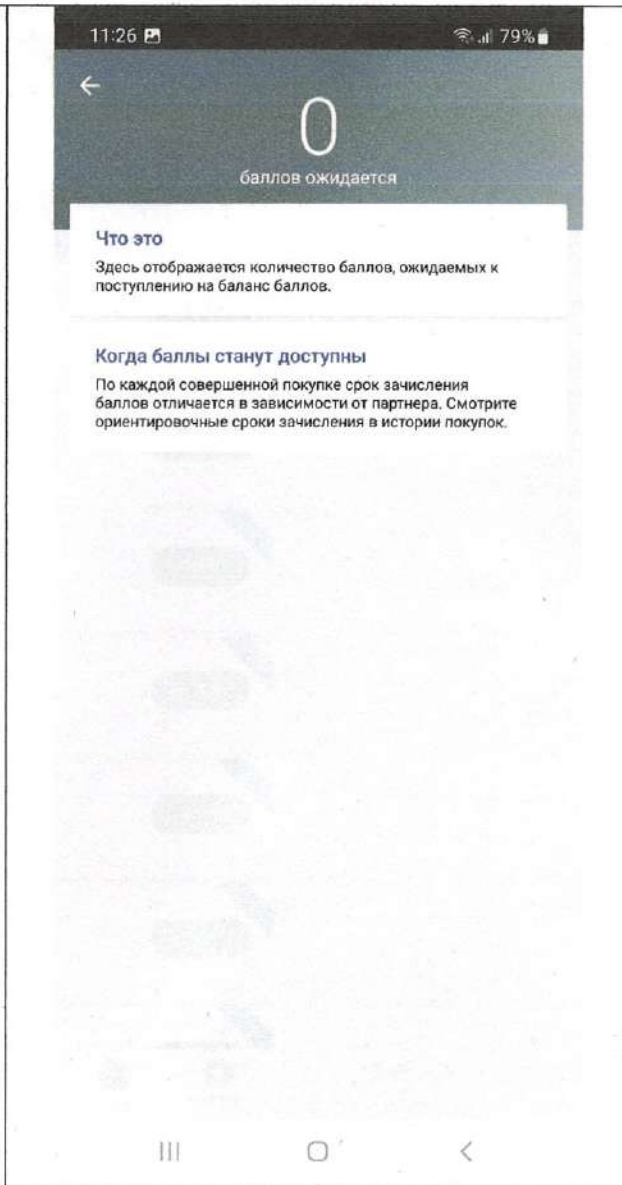 11:26 79%
0
баллов ожидается
Что это
Здесь отображается количество баллов, ожидаемых к
поступлению на баланс баллов.
Когда баллы станут доступны
По каждой совершенной покупке срок зачисления
баллов отличается в зависимости от партнера. Смотрите
ориентировочные сроки зачисления в истории покупок.